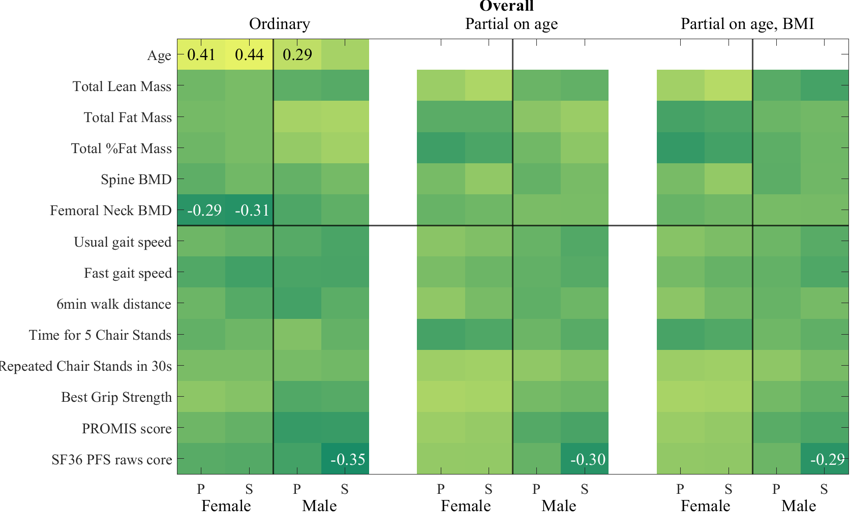 Overall
Ordinary Partial on age Partial on age, BMI
Age 0.41 0.44 0.29
Total Lean Mass
Total Fat Mass
Total %Fat Mass
Spine BMD
Femoral Neck BMD -0.29 -0.31
Usual gait speed
Fast gait speed
6min walk distance
Time for 5 Chair Stands
Repeated Chair Stands in 30s
Best Grip Strength
PROMIS score
SF36 PFS raws core -0.35 -0.30 -0.29
P S P S P S P S P S P S
Female Male Female Male Female Male